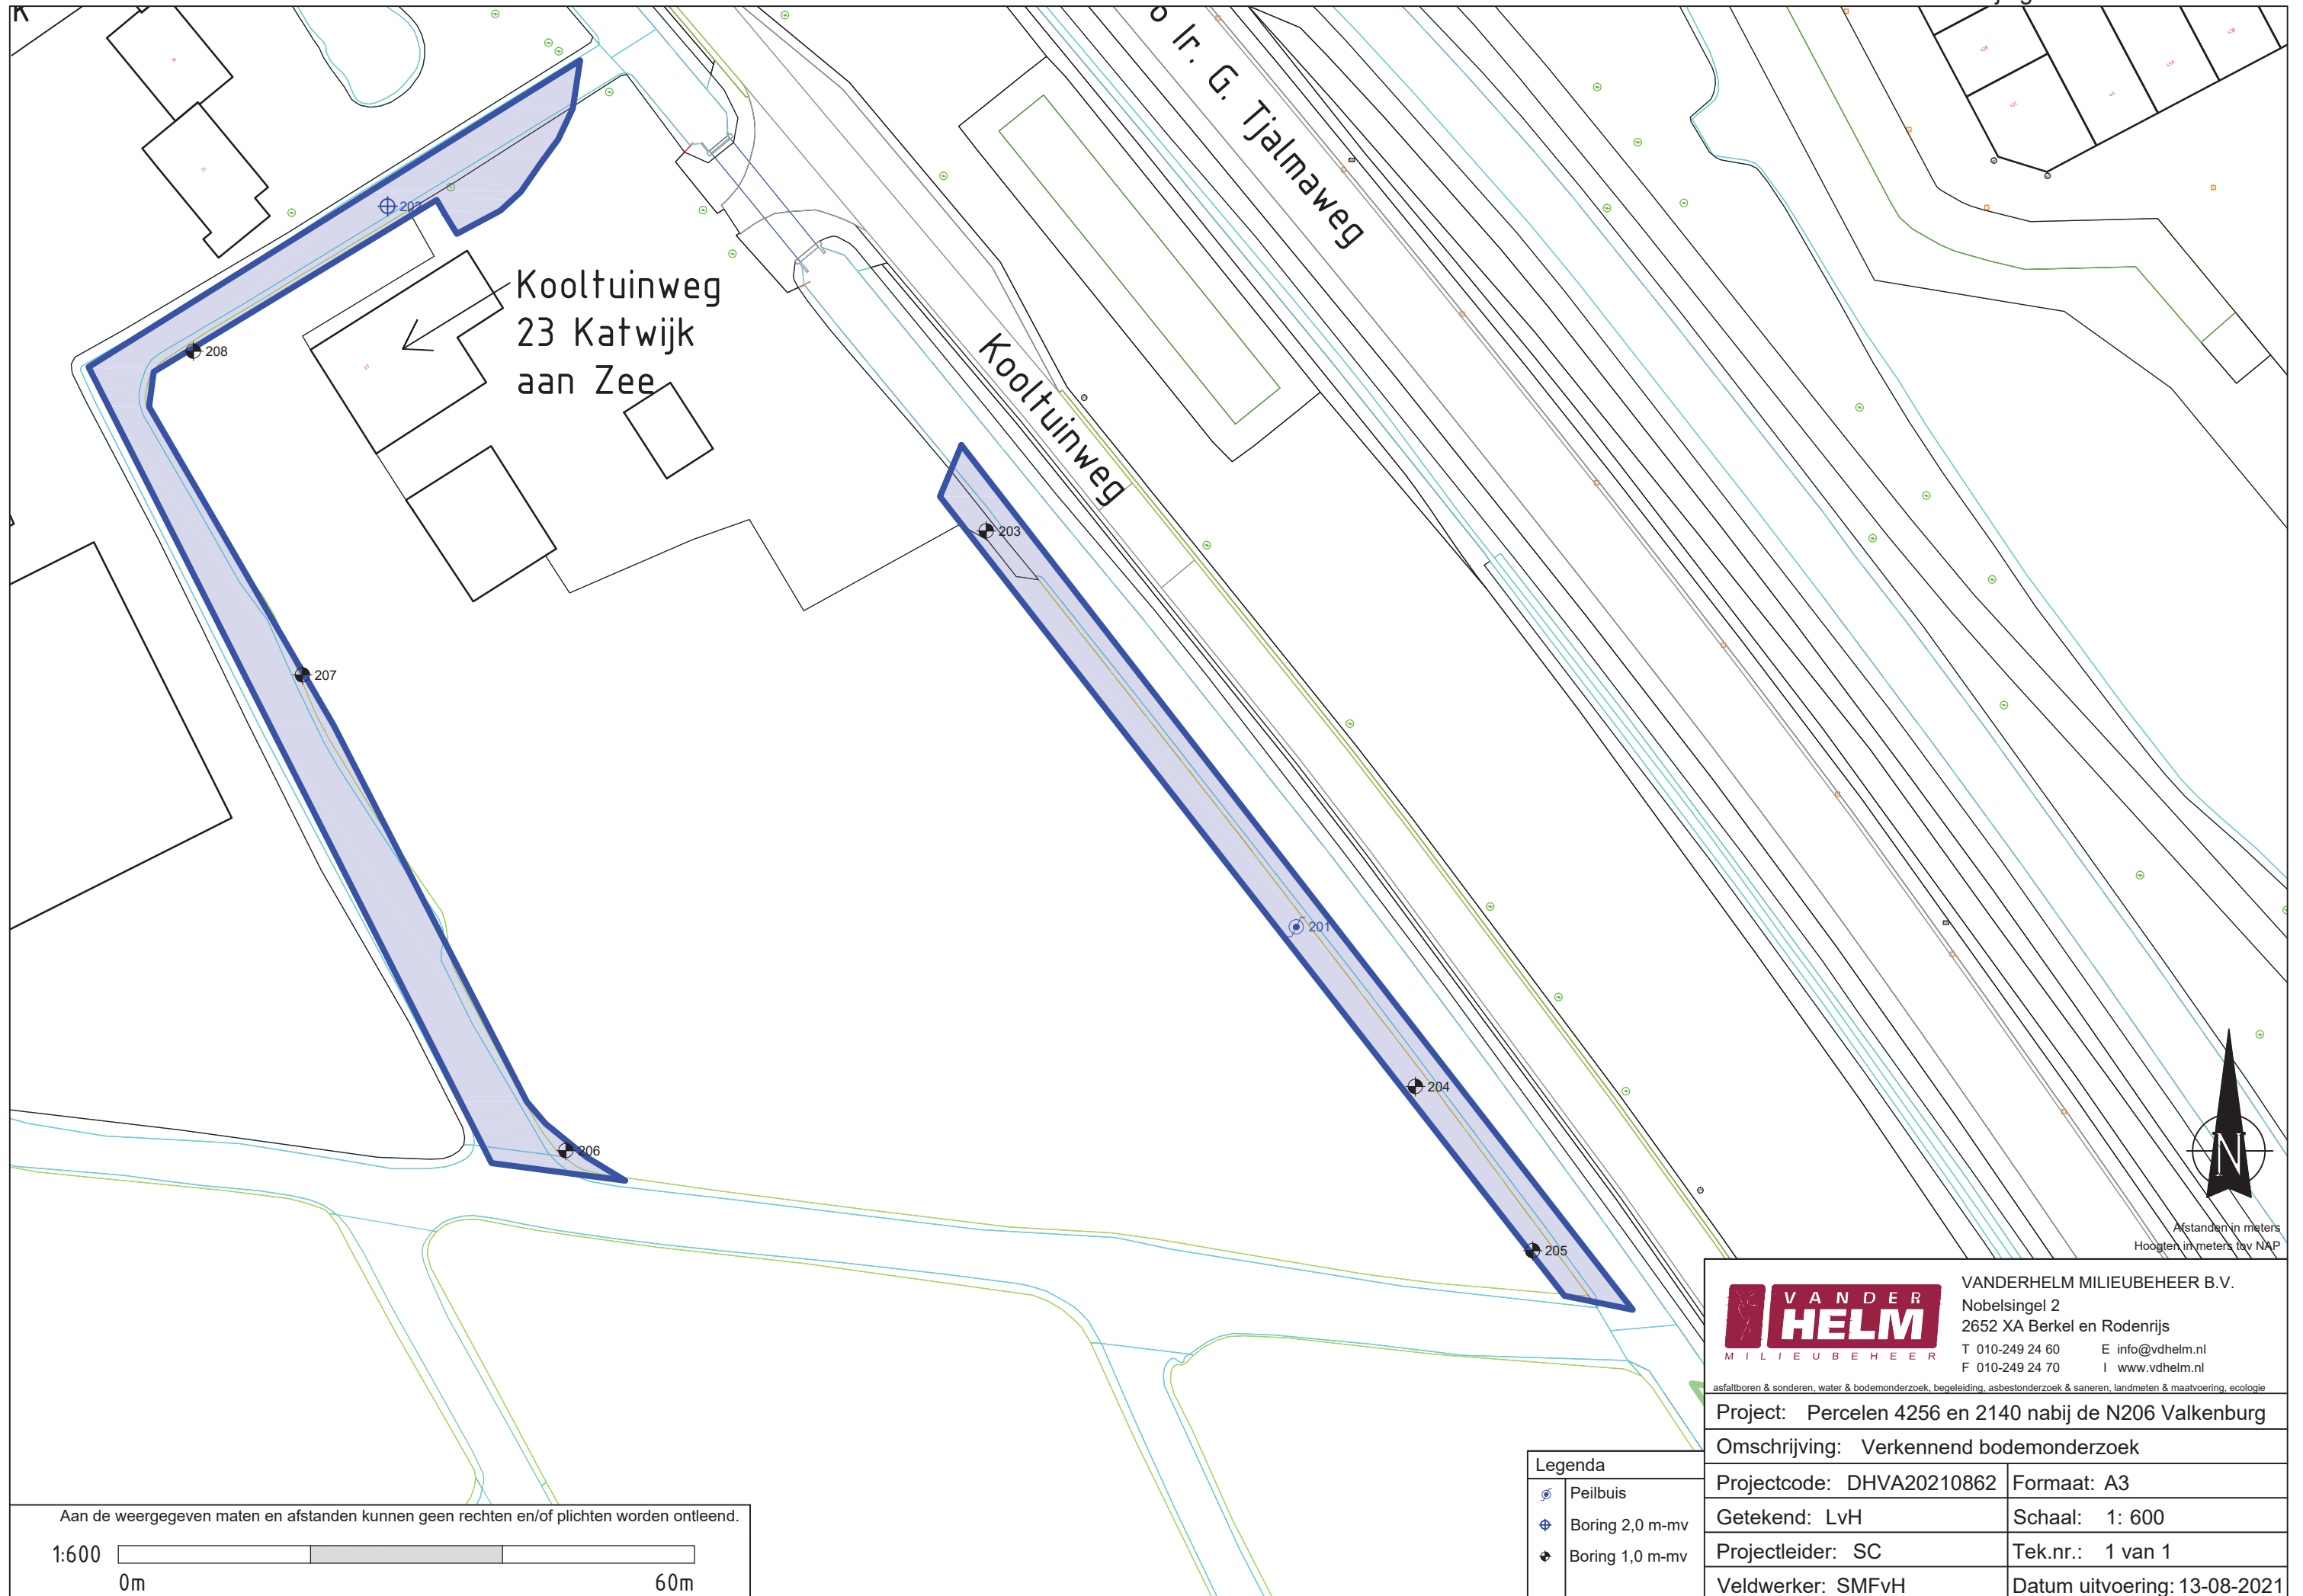 Ir. G. Tjalmaweg
202
Kooltuinweg
23 Katwijk
aan Zee
208
Kooltuinweg
203
207
201
204
206
205
N
Afstanden in meters
Hoogten in meters tov NAP
VANDER
HELM
MILIEUBEHEER
VANDERHELM MILIEUBEHEER B.V.
Nobelsingel 2
2652 XA Berkel en Rodenrijs
T 010-249 24 60 E info@vdhelm.nl
F 010-249 24 70 I www.vdhelm.nl
asfaltboren & sonderen, water & bodemonderzoek, begeleiding, asbestonderzoek & saneren, landmeten & maatvoering, ecologie
Project: Percelen 4256 en 2140 nabij de N206 Valkenburg
Omschrijving: Verkennend bodemonderzoek
Projectcode: DHVA20210862 Formaat: A3
Getekend: LvH Schaal: 1: 600
Projectleider: SC Tek.nr.: 1 van 1
Veldwerker: SMFvH Datum uitvoering: 13-08-2021
Legenda
Peilbuis
Boring 2,0 m-mv
Boring 1,0 m-mv
Aan de weergegeven maten en afstanden kunnen geen rechten en/of plichten worden ontleend.
1:600
0m 60m